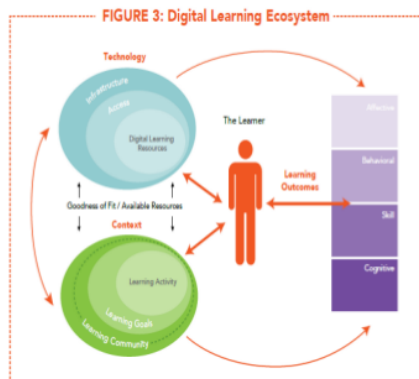 FIGURE 3: Digital Learning Ecosystem
Technology
Infrastructure
Access
Digital Learning
Resources
The Learner
Affective
Behavioral
Learning
Outcomes
Skill
Cognitive
Goodness of Fit / Available Resources
Context
Learning Activity
Learning Goals
Learning Community